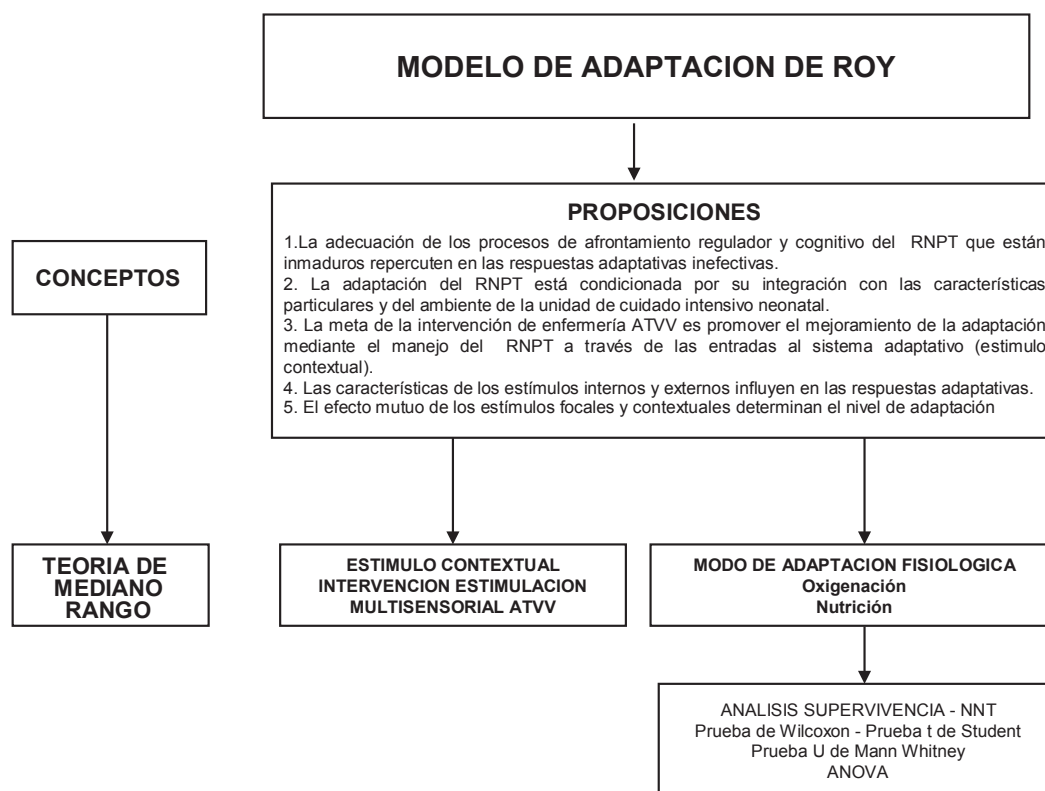 MODELO DE ADAPTACION DE ROY
PROPOSICIONES
1.La adecuación de los procesos de afrontamiento regulador y cognitivo del RNPT que están
inmaduros repercuten en las respuestas adaptativas inefectivas.
2. La adaptación del RNPT está condicionada por su integración con las características
particulares y del ambiente de la unidad de cuidado intensivo neonatal.
3. La meta de la intervención de enfermería ATVV es promover el mejoramiento de la adaptación
mediante el manejo del RNPT a través de las entradas al sistema adaptativo (estimulo
contextual).
4. Las características de los estímulos internos y externos influyen en las respuestas adaptativas.
5. El efecto mutuo de los estímulos focales y contextuales determinan el nivel de adaptación
CONCEPTOS
TEORIA DE
MEDIANO
RANGO
ESTIMULO CONTEXTUAL
INTERVENCION ESTIMULACION
MULTISENSORIAL ATVV
MODO DE ADAPTACION FISIOLOGICA
Oxigenación
Nutrición
ANALISIS SUPERVIVENCIA - NNT
Prueba de Wilcoxon - Prueba t de Student
Prueba U de Mann Whitney
ANOVA